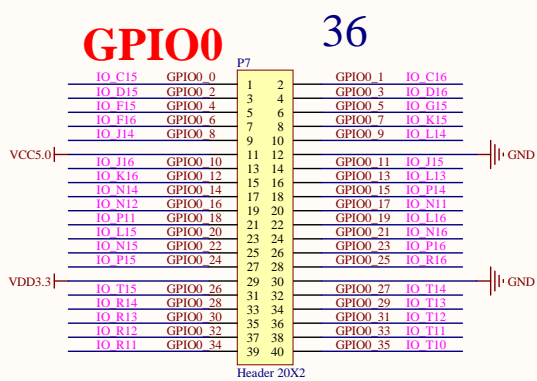 GPIO0 36
P7
IO_C15 GPIO0_0 1 2 GPIO0_1 IO_C16
IO_D15 GPIO0_2 3 4 GPIO0_3 IO_D16
IO_F15 GPIO0_4 5 6 GPIO0_5 IO_G15
IO_F16 GPIO0_6 7 8 GPIO0_7 IO_K15
IO_J14 GPIO0_8 9 10 GPIO0_9 IO_L14
VCC5.0 11 12 GND
IO_J16 GPIO0_10 13 14 GPIO0_11 IO_J15
IO_K16 GPIO0_12 15 16 GPIO0_13 IO_L13
IO_N14 GPIO0_14 17 18 GPIO0_15 IO_P14
IO_N12 GPIO0_16 19 20 GPIO0_17 IO_N11
IO_P11 GPIO0_18 21 22 GPIO0_19 IO_L16
IO_L15 GPIO0_20 23 24 GPIO0_21 IO_N16
IO_N15 GPIO0_22 25 26 GPIO0_23 IO_P16
IO_P15 GPIO0_24 27 28 GPIO0_25 IO_R16
VDD3.3 29 30 GND
IO_T15 GPIO0_26 31 32 GPIO0_27 IO_T14
IO_R14 GPIO0_28 33 34 GPIO0_29 IO_T13
IO_R13 GPIO0_30 35 36 GPIO0_31 IO_T12
IO_R12 GPIO0_32 37 38 GPIO0_33 IO_T11
IO_R11 GPIO0_34 39 40 GPIO0_35 IO_T10
Header 20X2